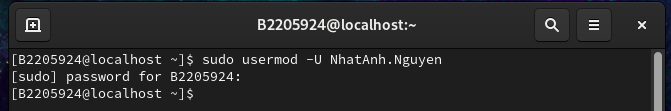 B2205924@localhost:~
[B2205924@localhost ~]$ sudo usermod -U NhatAnh.Nguyen
[sudo] password for B2205924:
[B2205924@localhost ~]$